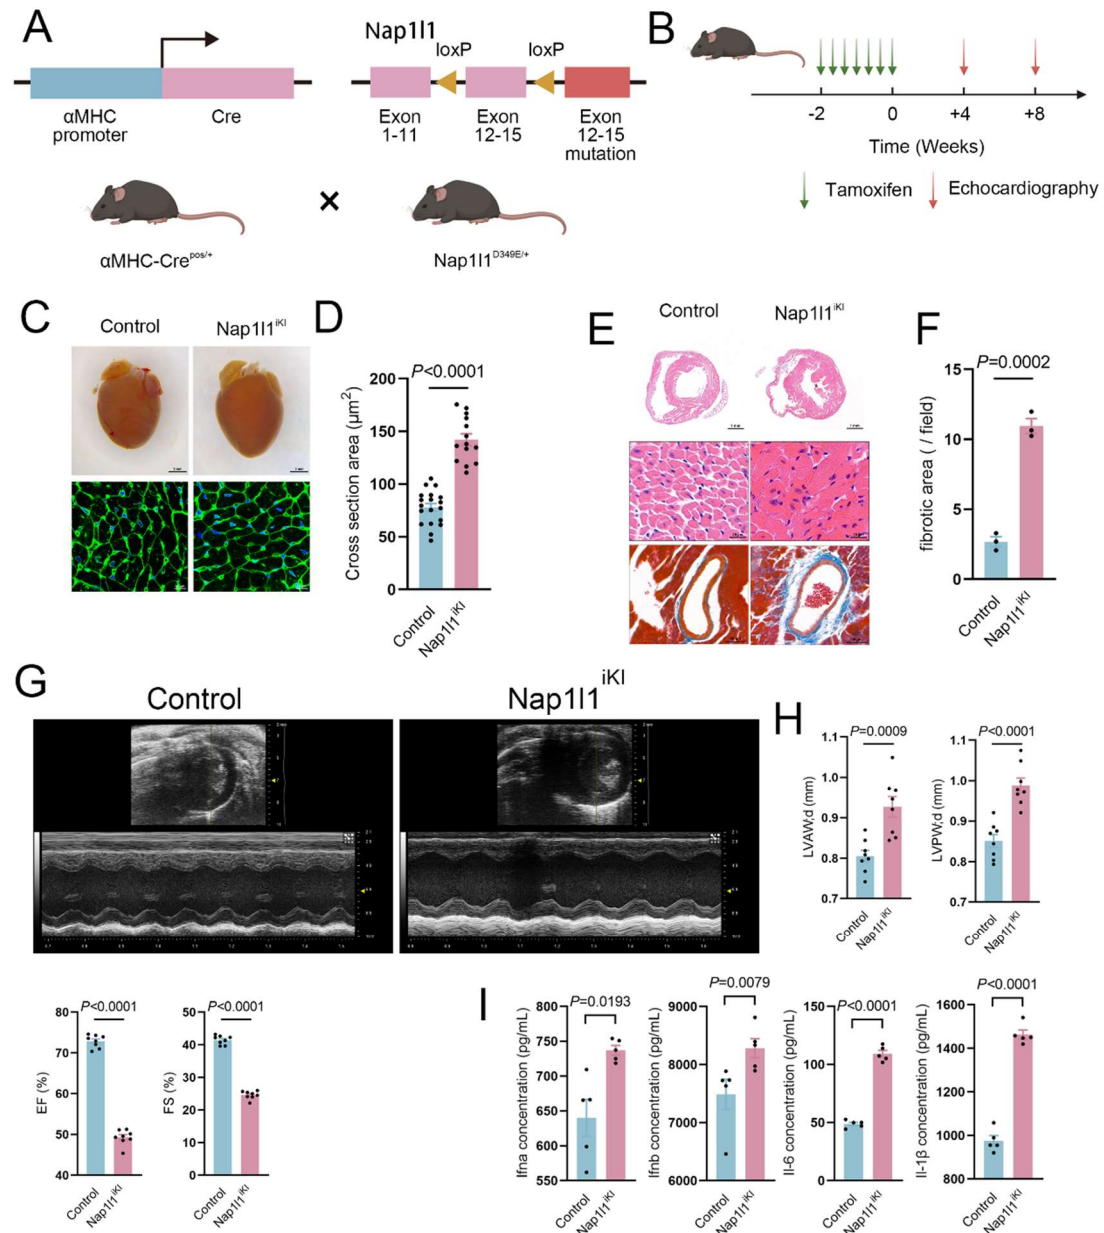 A
αMHC
promoter
Cre
Nap1l1
loxP
loxP
Exon
1-11
Exon
12-15
Exon
12-15
mutation
×
αMHC-Cre^pos/+
Nap1l1^D349E/+
B
-2
0
+4
+8
Time (Weeks)
Tamoxifen
Echocardiography
C
Control
Nap1l1^iKI
D
P<0.0001
Cross section area (µm²)
200
150
100
50
0
Control
Nap1l1^iKI
E
Control
Nap1l1^iKI
F
P=0.0002
fibrotic area ( / field)
15
10
5
0
Control
Nap1l1^iKI
G
Control
Nap1l1^iKI
H
P=0.0009
LVAW;d (mm)
1.1
1.0
0.9
0.8
0.7
Control
Nap1l1^iKI
P<0.0001
LVPW;d (mm)
1.1
1.0
0.9
0.8
0.7
Control
Nap1l1^iKI
P<0.0001
EF (%)
80
70
60
50
40
Control
Nap1l1^iKI
P<0.0001
FS (%)
50
40
30
20
10
0
Control
Nap1l1^iKI
I
P=0.0193
Ifna concentration (pg/mL)
800
750
700
650
600
550
Control
Nap1l1^iKI
P=0.0079
Ifnb concentration (pg/mL)
9000
8000
7000
6000
Control
Nap1l1^iKI
P<0.0001
Il-6 concentration (pg/mL)
150
100
50
0
Control
Nap1l1^iKI
P<0.0001
Il-1β concentration (pg/mL)
1600
1400
1200
1000
800
Control
Nap1l1^iKI